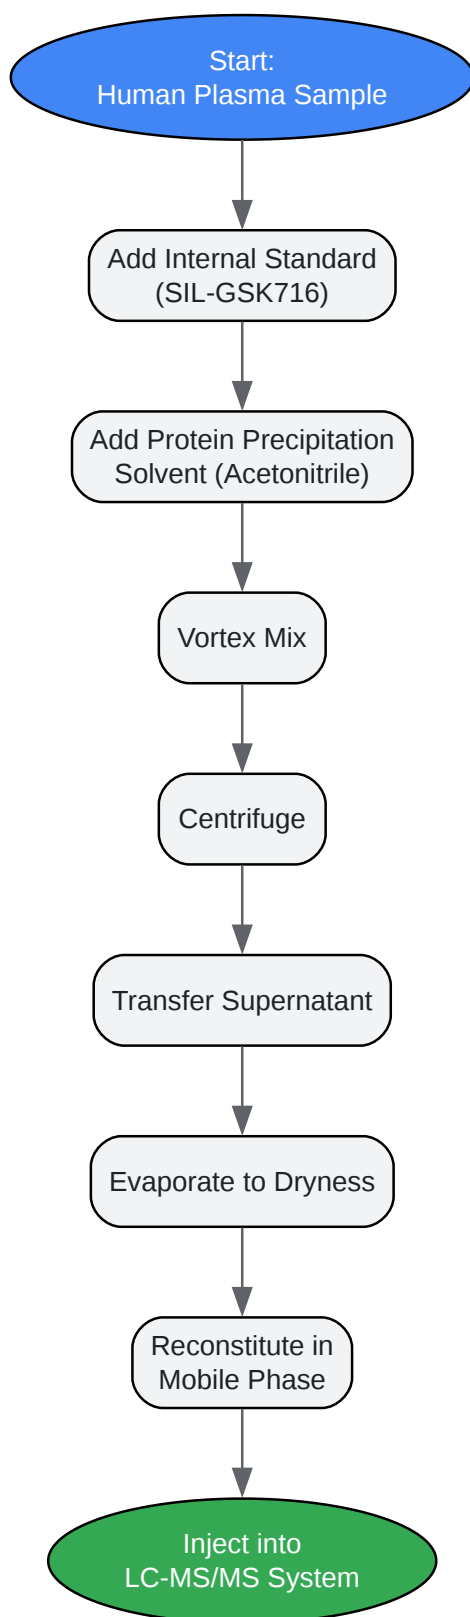 Start:
Human Plasma Sample
Add Internal Standard
(SIL-GSK716)
Add Protein Precipitation
Solvent (Acetonitrile)
Vortex Mix
Centrifuge
Transfer Supernatant
Evaporate to Dryness
Reconstitute in
Mobile Phase
Inject into
LC-MS/MS System